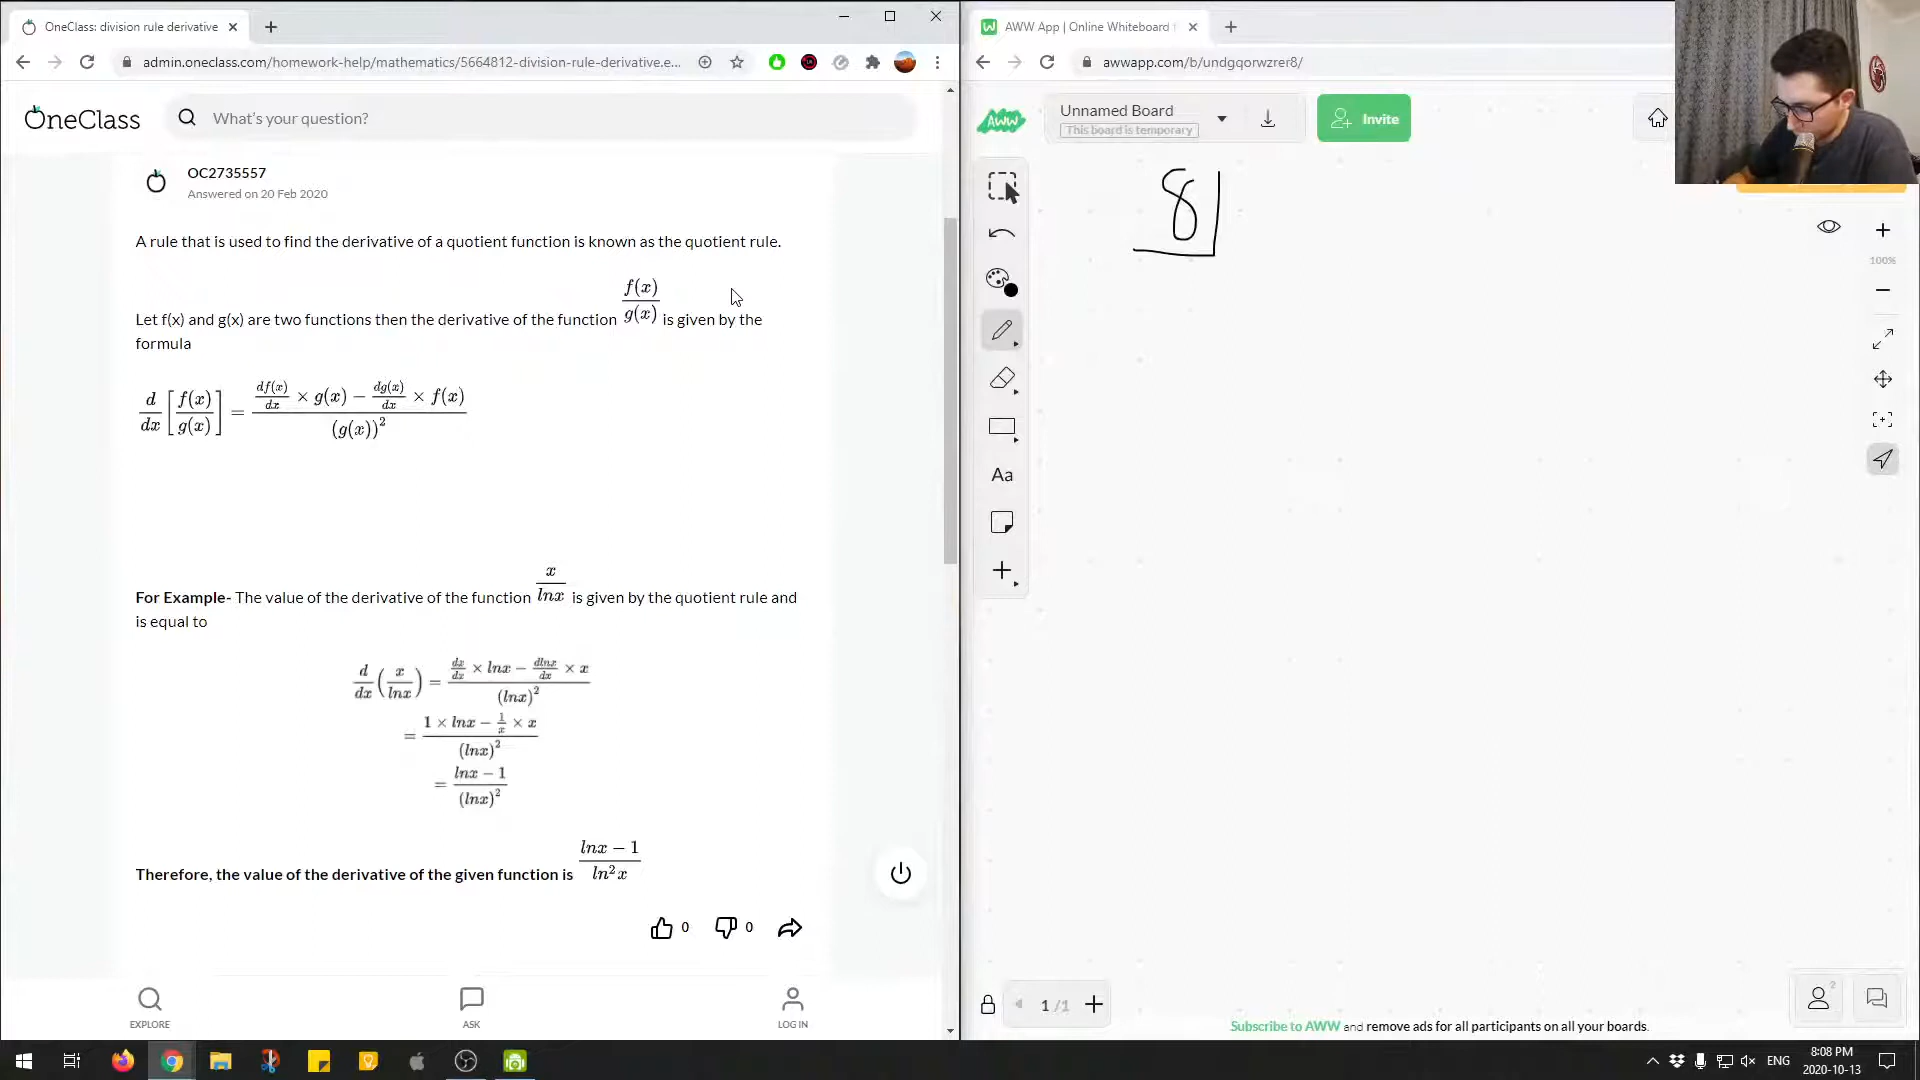 OneClass: division rule derivative
admin.oneclass.com/homework-help/mathematics/5664812-division-rule-derivative.e...
OneClass
What's your question?
OC2735557
Answered on 20 Feb 2020
A rule that is used to find the derivative of a quotient function is known as the quotient rule.
Let f(x) and g(x) are two functions then the derivative of the function f(x)/g(x) is given by the
formula
d/dx [f(x)/g(x)] = (df(x)/dx × g(x) − dg(x)/dx × f(x)) / (g(x))²
For Example- The value of the derivative of the function x/lnx is given by the quotient rule and
is equal to
d/dx (x/lnx) = (dx/dx × lnx − dlnx/dx × x) / (lnx)²
= (1 × lnx − 1/x × x) / (lnx)²
= (lnx − 1) / (lnx)²
Therefore, the value of the derivative of the given function is (lnx − 1) / ln²x
0
0
EXPLORE
ASK
LOG IN
AWW App | Online Whiteboard
awwapp.com/b/undgqorwzrer8/
AWW
Unnamed Board
This board is temporary
Invite
8
100%
Aa
1 /1
2
Subscribe to AWW and remove ads for all participants on all your boards.
ENG
8:08 PM
2020-10-13